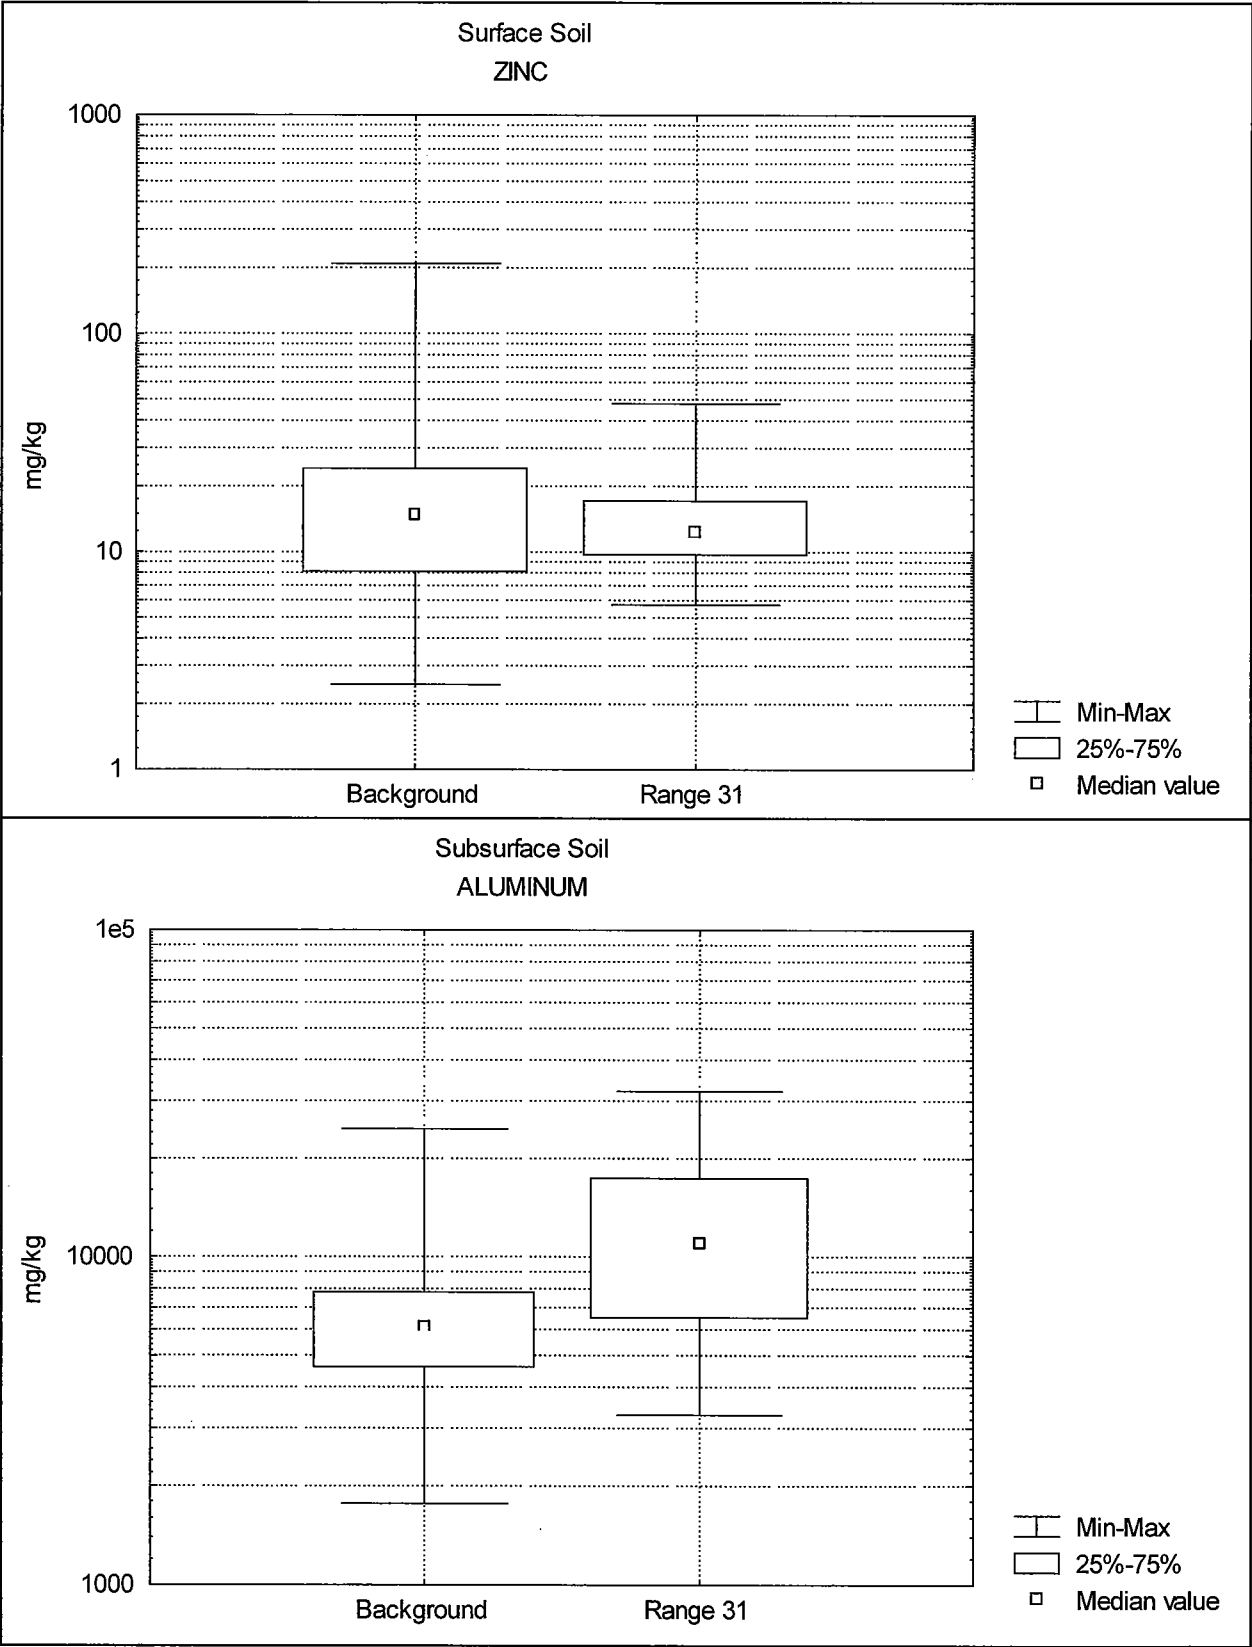 Surface Soil
ZINC
1000
100
10
1
mg/kg
Background
Range 31
Min-Max
25%-75%
Median value
Subsurface Soil
ALUMINUM
1e5
10000
1000
mg/kg
Background
Range 31
Min-Max
25%-75%
Median value